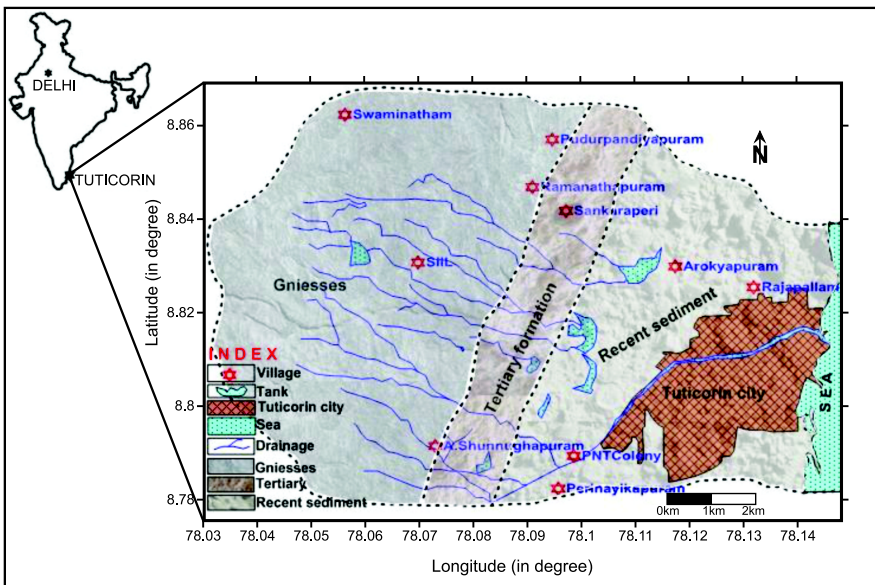 DELHI
TUTICORIN
8.86
8.84
8.82
8.8
8.78
Latitude (in degree)
Swaminatham
Pudurpandiyapuram
N
Ramanathapuram
Sankaraperi
Silt
Arokyapuram
Rajapallam
Gniesses
Recent sediment
Tertiary formation
Tuticorin city
SEA
A.Shunnughapuram
PNTColony
Perinayikapuram
INDEX
Village
Tank
Tuticorin city
Sea
Drainage
Gniesses
Tertiary
Recent sediment
0km 1km 2km
78.03 78.04 78.05 78.06 78.07 78.08 78.09 78.1 78.11 78.12 78.13 78.14
Longitude (in degree)